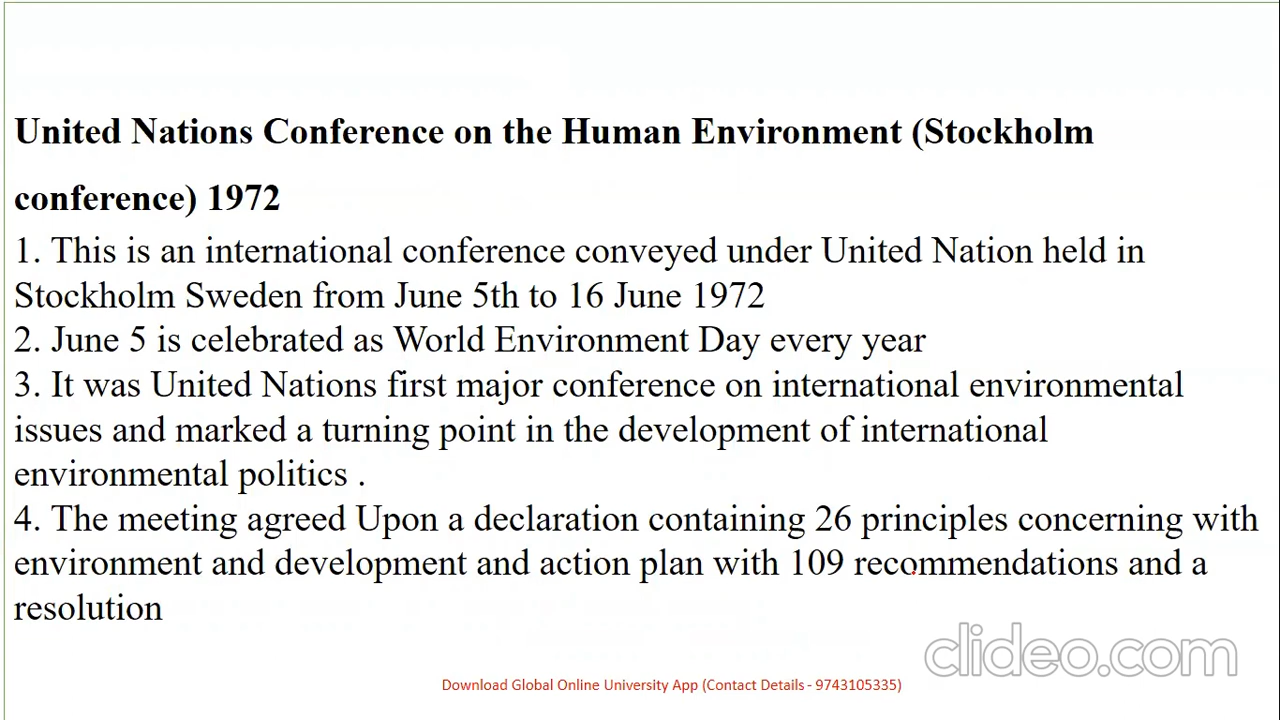 United Nations Conference on the Human Environment (Stockholm
conference) 1972
1. This is an international conference conveyed under United Nation held in
Stockholm Sweden from June 5th to 16 June 1972
2. June 5 is celebrated as World Environment Day every year
3. It was United Nations first major conference on international environmental
issues and marked a turning point in the development of international
environmental politics .
4. The meeting agreed Upon a declaration containing 26 principles concerning with
environment and development and action plan with 109 recommendations and a
resolution
clideo.com
Download Global Online University App (Contact Details - 9743105335)